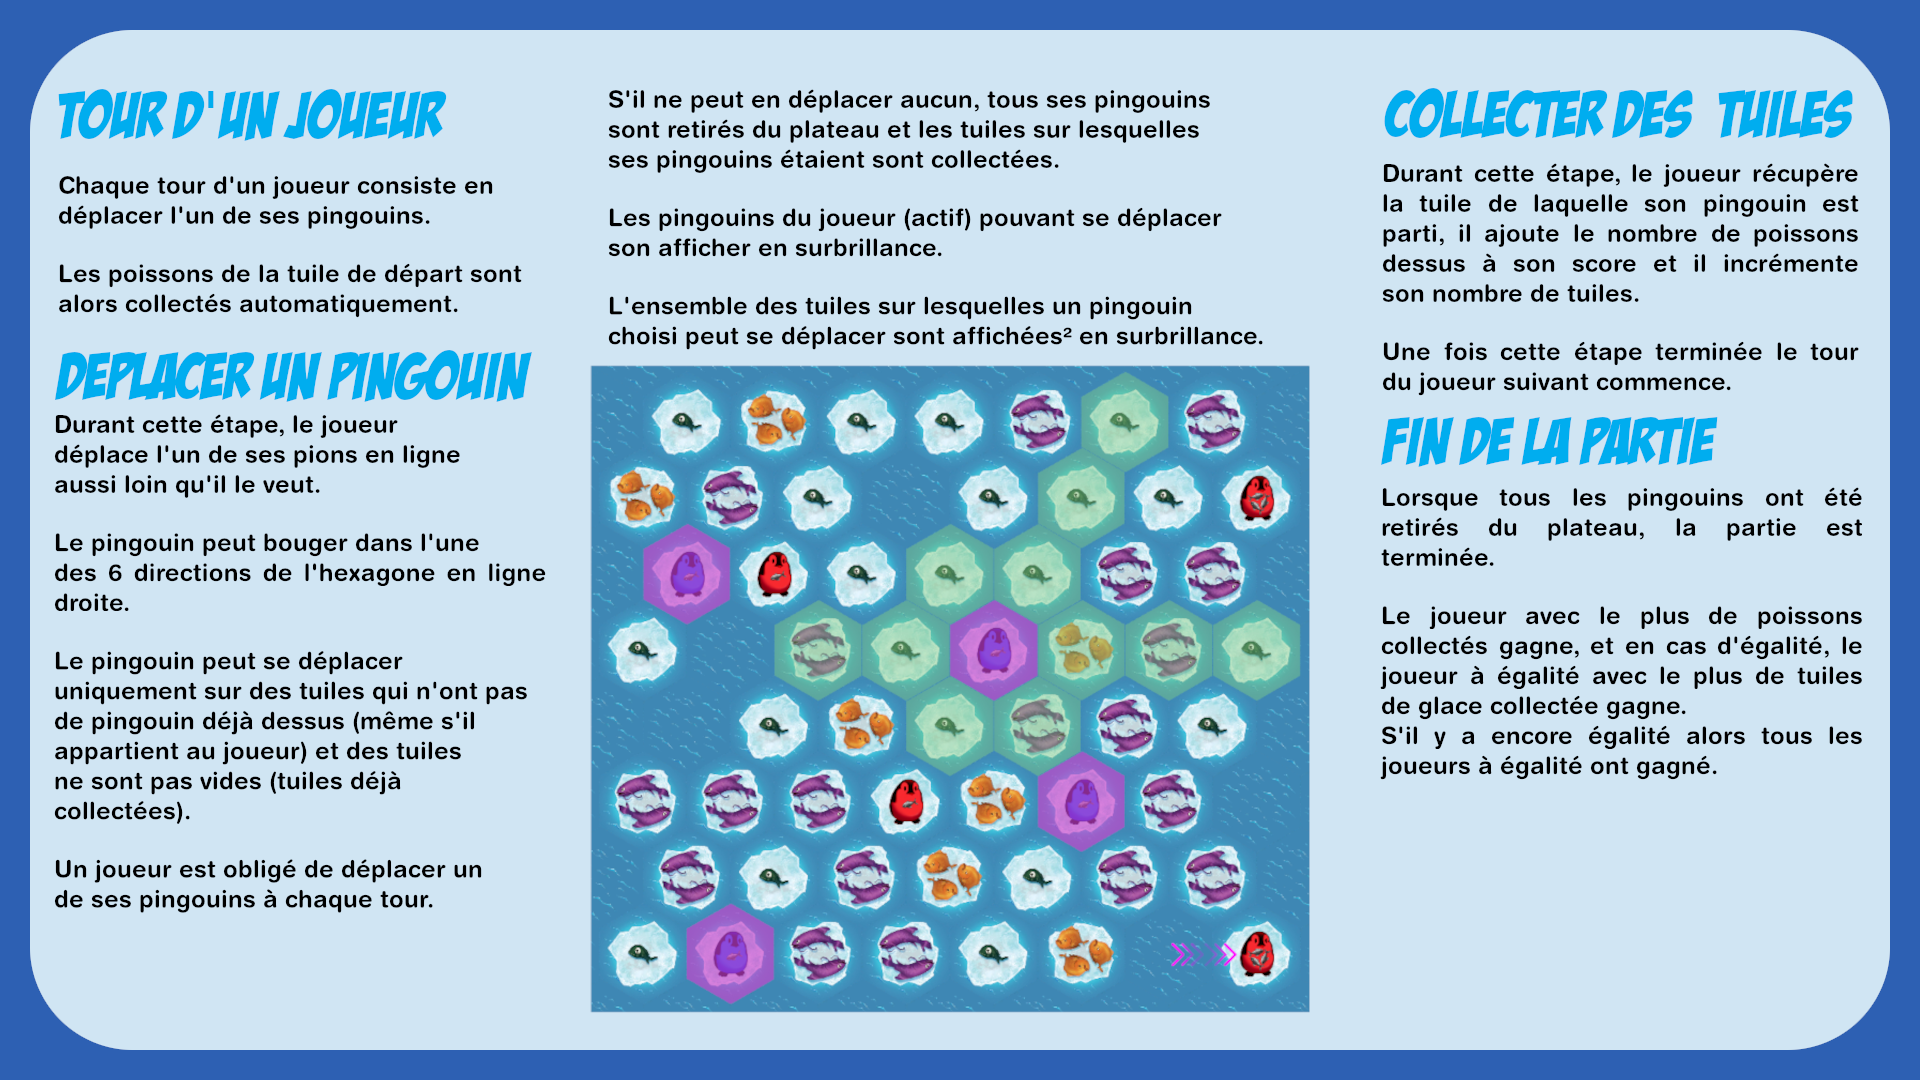 TOUR D'UN JOUEUR
Chaque tour d'un joueur consiste en
déplacer l'un de ses pingouins.
Les poissons de la tuile de départ sont
alors collectés automatiquement.
DEPLACER UN PINGOUIN
Durant cette étape, le joueur
déplace l'un de ses pions en ligne
aussi loin qu'il le veut.
Le pingouin peut bouger dans l'une
des 6 directions de l'hexagone en ligne
droite.
Le pingouin peut se déplacer
uniquement sur des tuiles qui n'ont pas
de pingouin déjà dessus (même s'il
appartient au joueur) et des tuiles
ne sont pas vides (tuiles déjà
collectées).
Un joueur est obligé de déplacer un
de ses pingouins à chaque tour.
S'il ne peut en déplacer aucun, tous ses pingouins
sont retirés du plateau et les tuiles sur lesquelles
ses pingouins étaient sont collectées.
Les pingouins du joueur (actif) pouvant se déplacer
son afficher en surbrillance.
L'ensemble des tuiles sur lesquelles un pingouin
choisi peut se déplacer sont affichées² en surbrillance.
COLLECTER DES TUILES
Durant cette étape, le joueur récupère
la tuile de laquelle son pingouin est
parti, il ajoute le nombre de poissons
dessus à son score et il incrémente
son nombre de tuiles.
Une fois cette étape terminée le tour
du joueur suivant commence.
FIN DE LA PARTIE
Lorsque tous les pingouins ont été
retirés du plateau, la partie est
terminée.
Le joueur avec le plus de poissons
collectés gagne, et en cas d'égalité, le
joueur à égalité avec le plus de tuiles
de glace collectée gagne.
S'il y a encore égalité alors tous les
joueurs à égalité ont gagné.